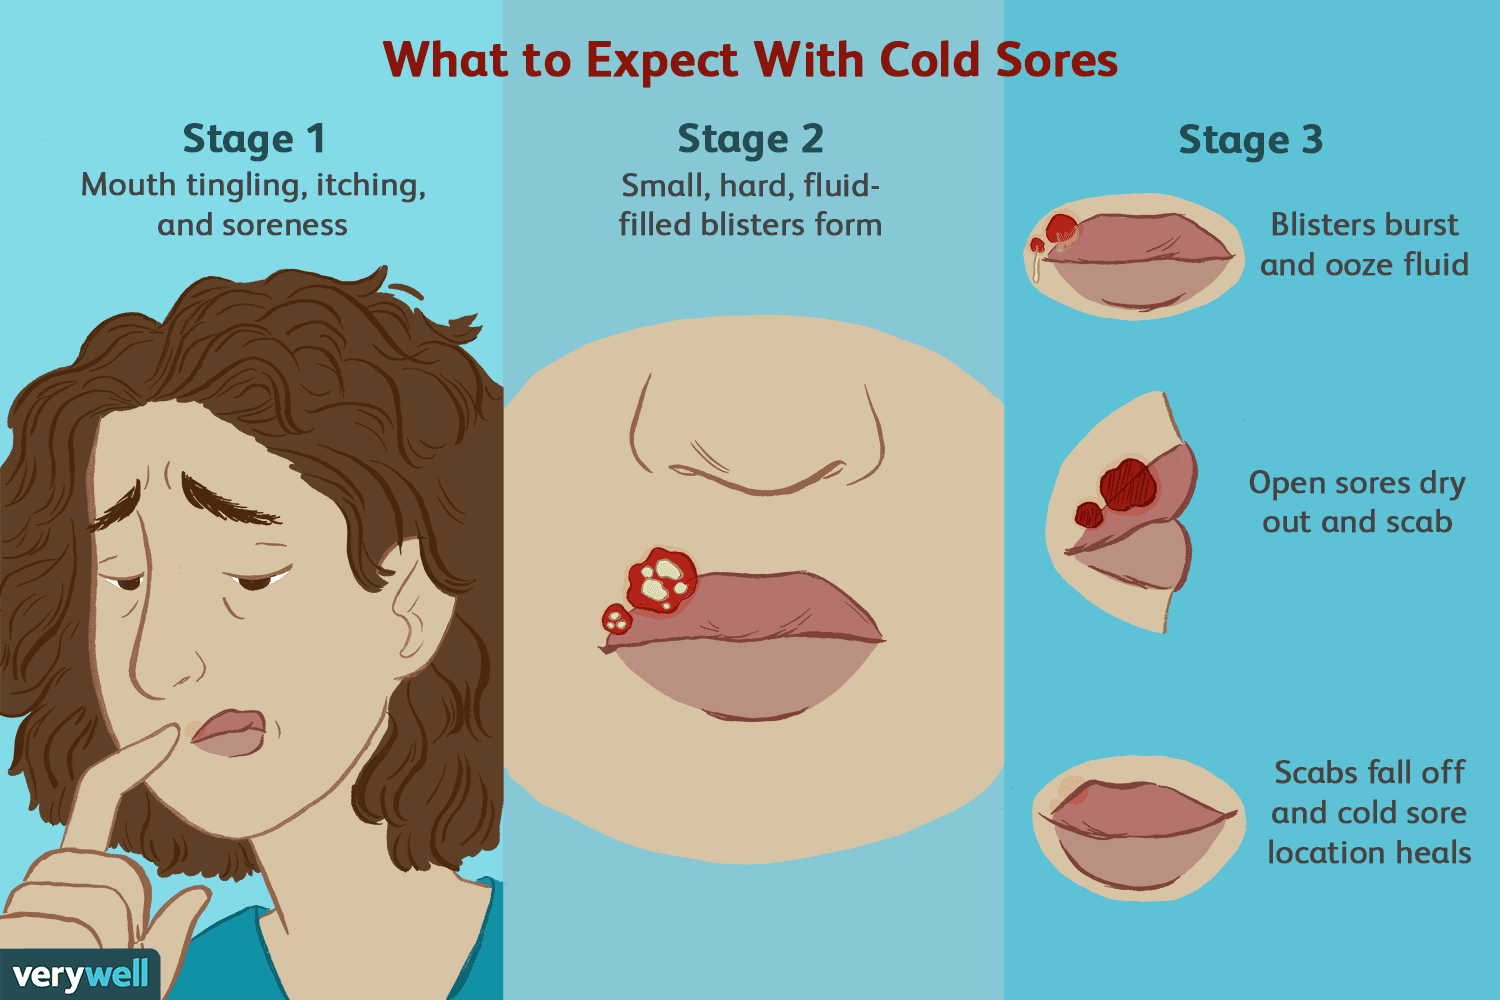 What to Expect With Cold Sores
Stage 1
Mouth tingling, itching,
and soreness
Stage 2
Small, hard, fluid-
filled blisters form
Stage 3
Blisters burst
and ooze fluid
Open sores dry
out and scab
Scabs fall off
and cold sore
location heals
verywell